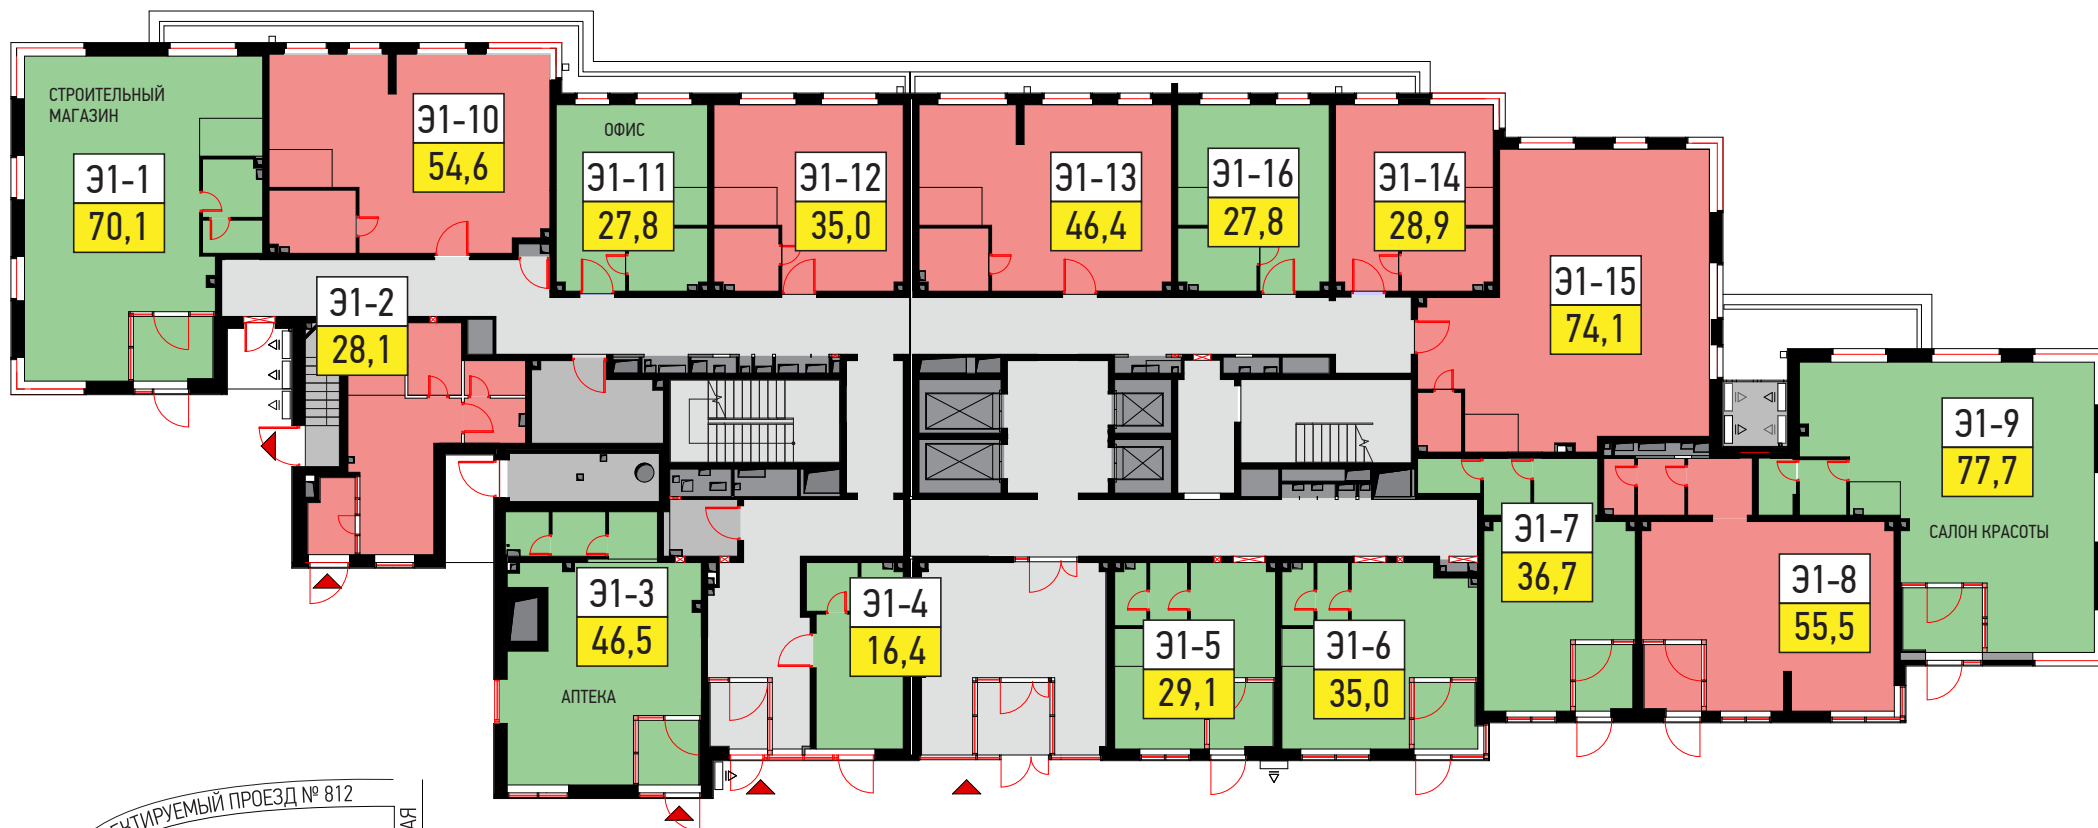 СТРОИТЕЛЬНЫЙ
МАГАЗИН
Э1-1
70,1
Э1-10
54,6
ОФИС
Э1-11
27,8
Э1-12
35,0
Э1-13
46,4
Э1-16
27,8
Э1-14
28,9
Э1-15
74,1
Э1-2
28,1
Э1-9
77,7
САЛОН КРАСОТЫ
Э1-3
46,5
АПТЕКА
Э1-4
16,4
Э1-5
29,1
Э1-6
35,0
Э1-7
36,7
Э1-8
55,5
ПРОЕЗД № 812